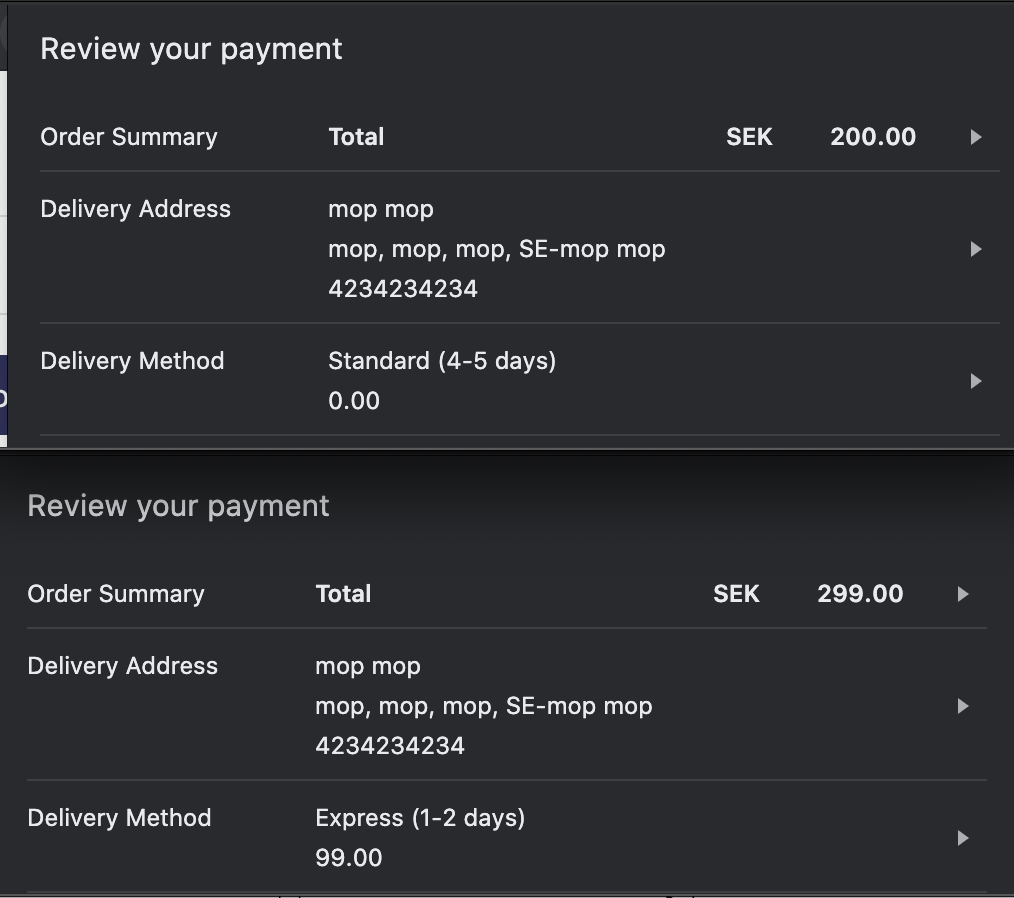 Review your payment
Order Summary Total SEK 200.00
Delivery Address mop mop
mop, mop, mop, SE-mop mop
4234234234
Delivery Method Standard (4-5 days)
0.00
Review your payment
Order Summary Total SEK 299.00
Delivery Address mop mop
mop, mop, mop, SE-mop mop
4234234234
Delivery Method Express (1-2 days)
99.00